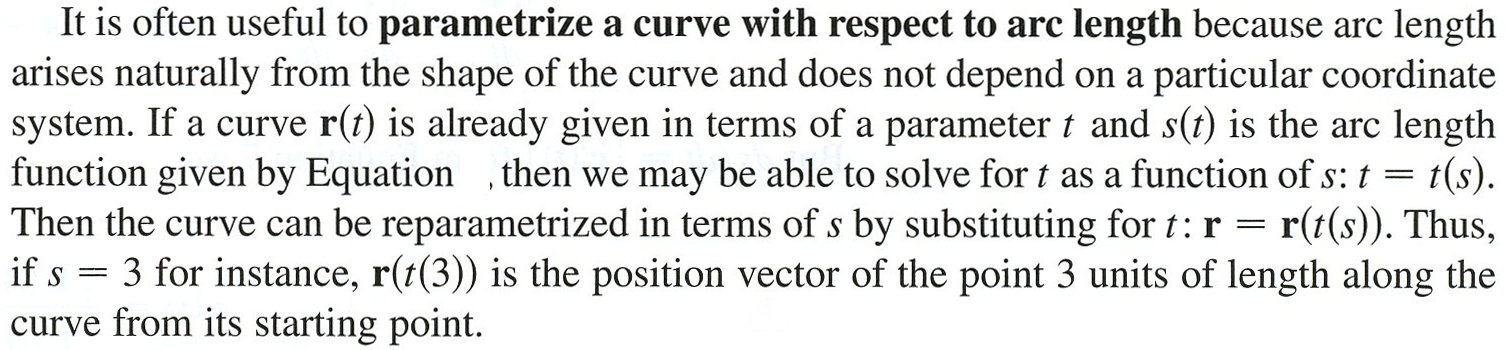 It is often useful to parametrize a curve with respect to arc length because arc length
arises naturally from the shape of the curve and does not depend on a particular coordinate
system. If a curve r(t) is already given in terms of a parameter t and s(t) is the arc length
function given by Equation , then we may be able to solve for t as a function of s: t = t(s).
Then the curve can be reparametrized in terms of s by substituting for t: r = r(t(s)). Thus,
if s = 3 for instance, r(t(3)) is the position vector of the point 3 units of length along the
curve from its starting point.